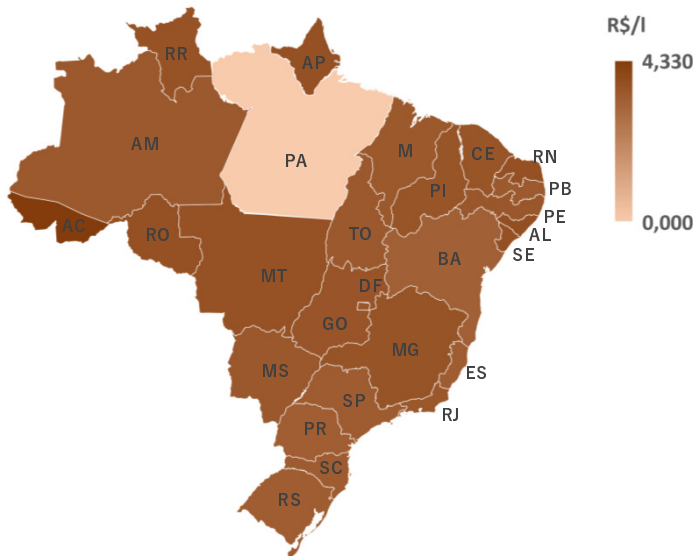 R$/l
4,330
0,000
RR
AP
AM
PA
M
CE
RN
PI
PB
PE
AL
SE
AC
RO
TO
BA
MT
DF
GO
MG
ES
MS
SP
RJ
PR
SC
RS